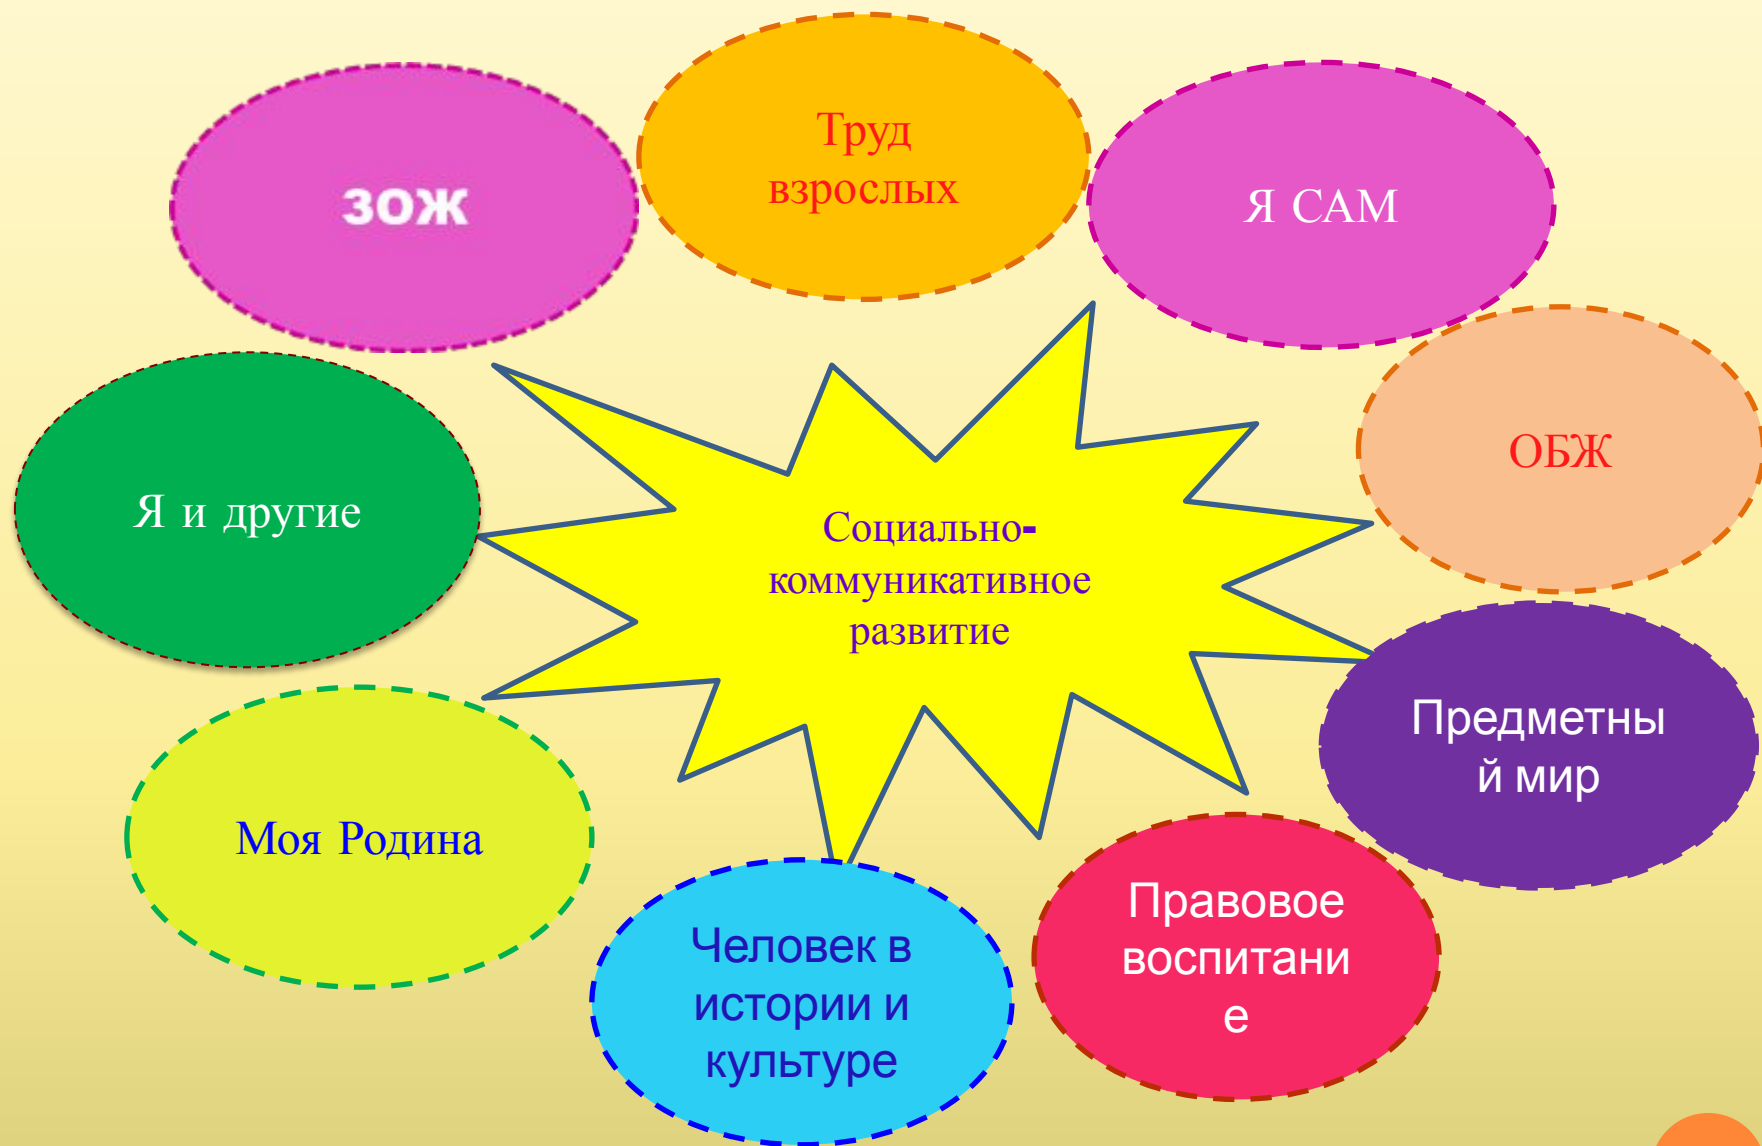 зож
Труд
взрослых
Я САМ
ОБЖ
Я и другие
Социально-
коммуникативное
развитие
Предметны
й мир
Моя Родина
Правовое
воспитани
е
Человек в
истории и
культуре